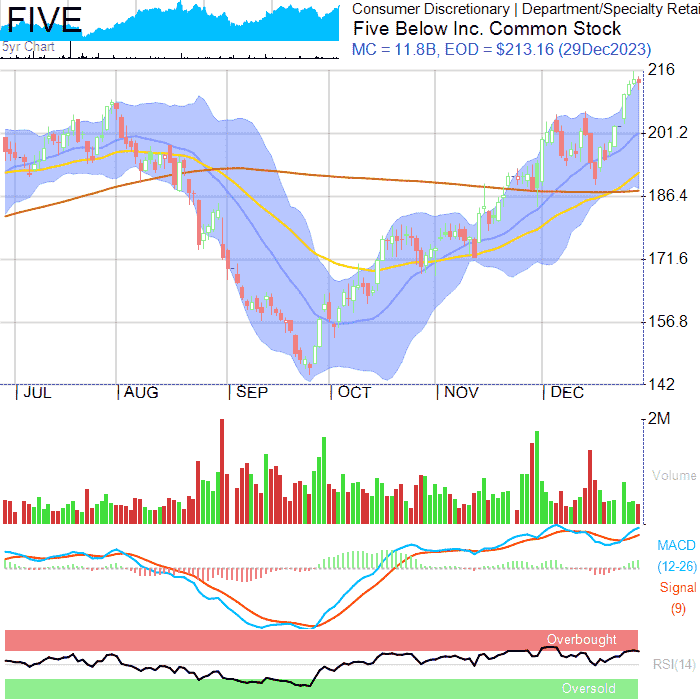 FIVE
5yr Chart
Consumer Discretionary | Department/Specialty Retai
Five Below Inc. Common Stock
MC = 11.8B, EOD = $213.16 (29Dec2023)
216
201.2
186.4
171.6
156.8
142
JUL AUG SEP OCT NOV DEC
2M
Volume
MACD
(12-26)
Signal
(9)
Overbought
RSI(14)
Oversold